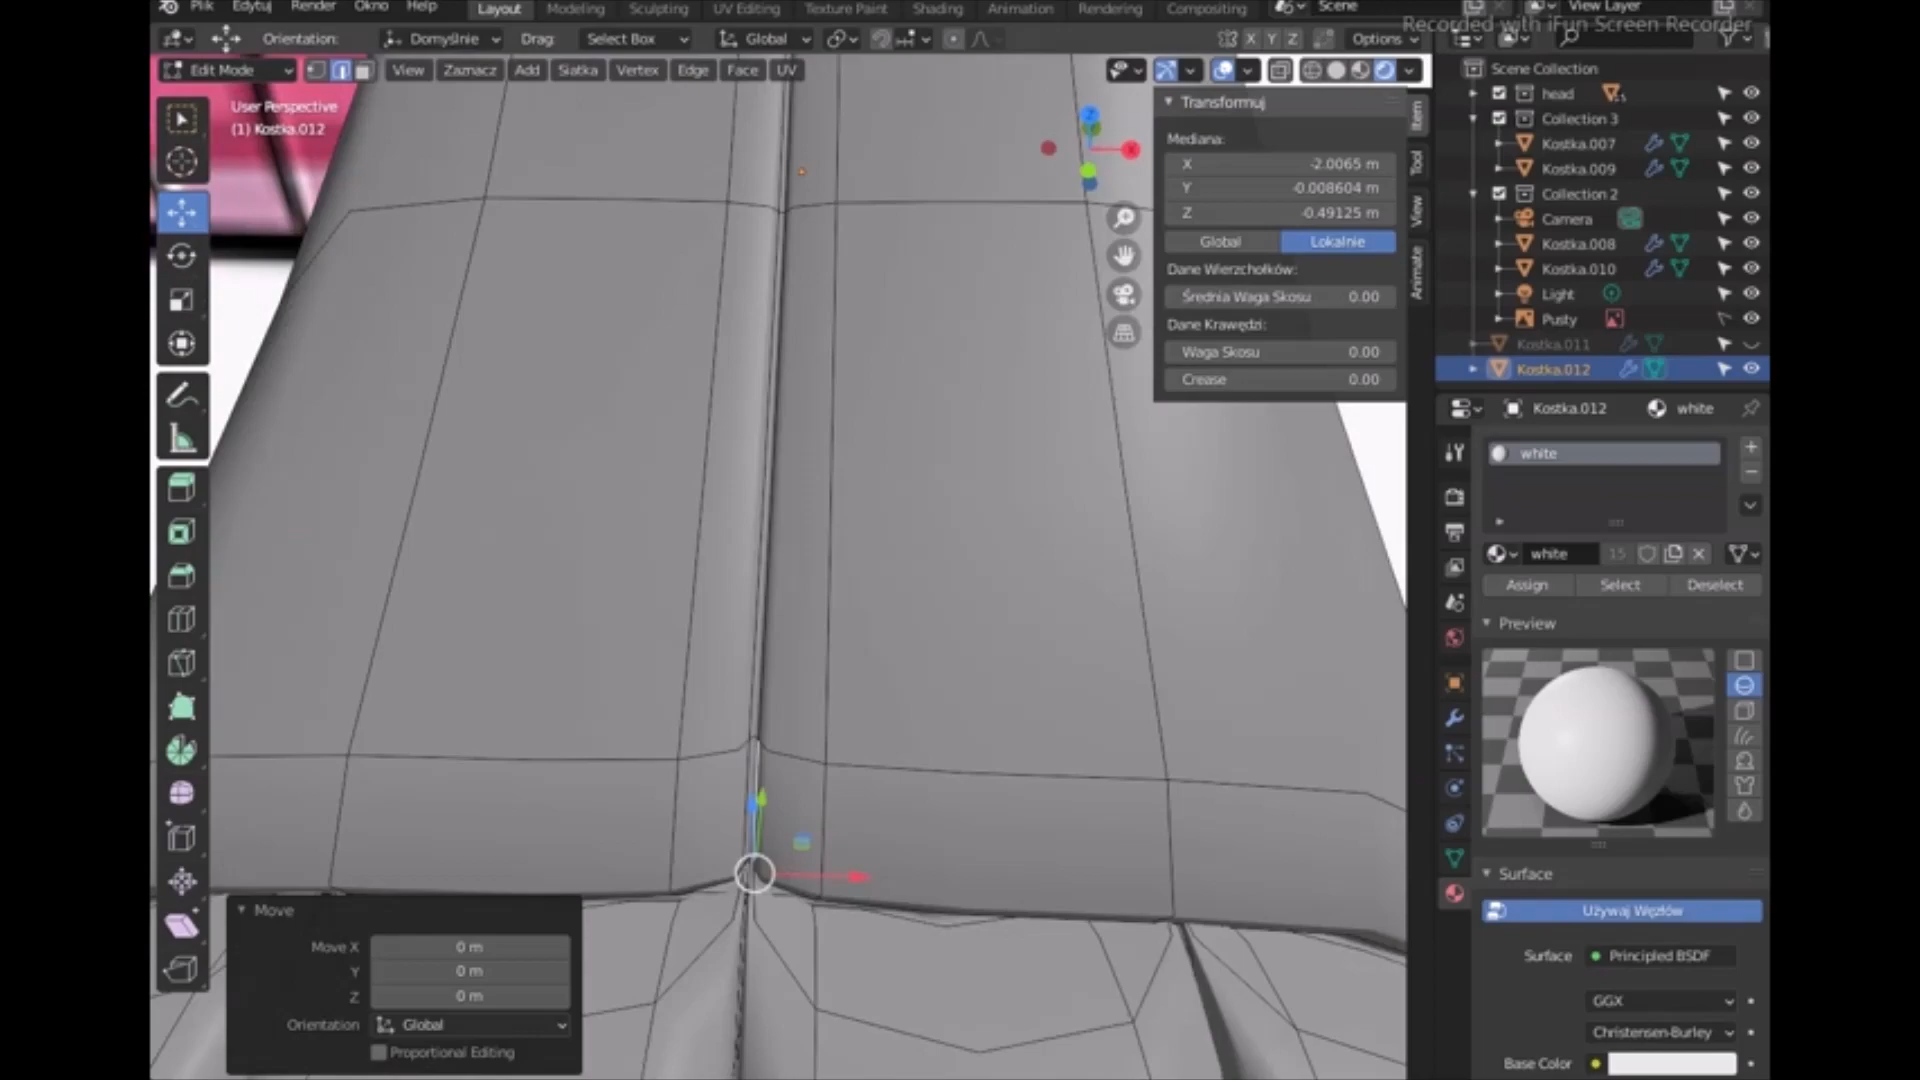 Plik Edytuj Render Okno Help Layout Modeling Sculpting UV Editing Texture Paint Shading Animation Rendering Compositing Scene View Layer
Recorded with iFun Screen Recorder
Orientation: Domyślnie Drag: Select Box Global X Y Z Options
Edit Mode View Zaznacz Add Siatka Vertex Edge Face UV
User Perspective
(1) Kostka.012
Transformuj
Mediana:
X -2.0065 m
Y -0.008604 m
Z -0.49125 m
Global Lokalnie
Dane Wierzchołków:
Średnia Waga Skosu 0.00
Dane Krawędzi:
Waga Skosu 0.00
Crease 0.00
Item
Tool
View
Animate
Z
X
Scene Collection
head
Collection 3
Kostka.007
Kostka.009
Collection 2
Camera
Kostka.008
Kostka.010
Light
Pusty
Kostka.011
Kostka.012
Kostka.012 white
white
white 15
Assign Select Deselect
Preview
Surface
Używaj Węzłów
Surface Principled BSDF
GGX
Christensen-Burley
Base Color
Move
Move X 0 m
Y 0 m
Z 0 m
Orientation Global
Proportional Editing